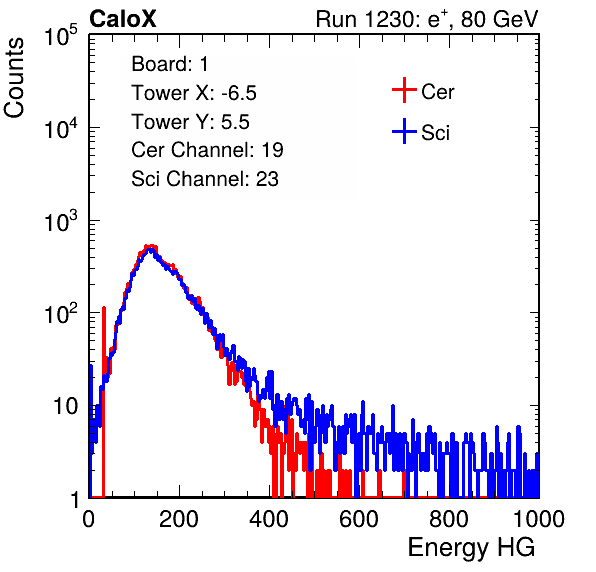 CaloX Run 1230: e⁺, 80 GeV
Counts
10⁵
10⁴
10³
10²
10
1
Board: 1
Tower X: -6.5
Tower Y: 5.5
Cer Channel: 19
Sci Channel: 23
Cer
Sci
0 200 400 600 800 1000
Energy HG